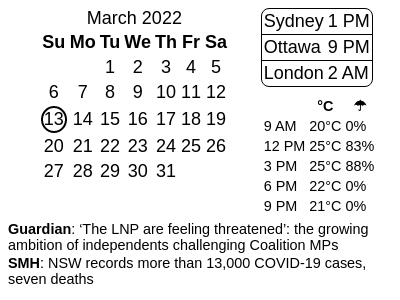 March 2022
Su Mo Tu We Th Fr Sa
1 2 3 4 5
6 7 8 9 10 11 12
13 14 15 16 17 18 19
20 21 22 23 24 25 26
27 28 29 30 31
Sydney 1 PM
Ottawa 9 PM
London 2 AM
°C ☂
9 AM 20°C 0%
12 PM 25°C 83%
3 PM 25°C 88%
6 PM 22°C 0%
9 PM 21°C 0%
Guardian: ‘The LNP are feeling threatened’: the growing
ambition of independents challenging Coalition MPs
SMH: NSW records more than 13,000 COVID-19 cases,
seven deaths